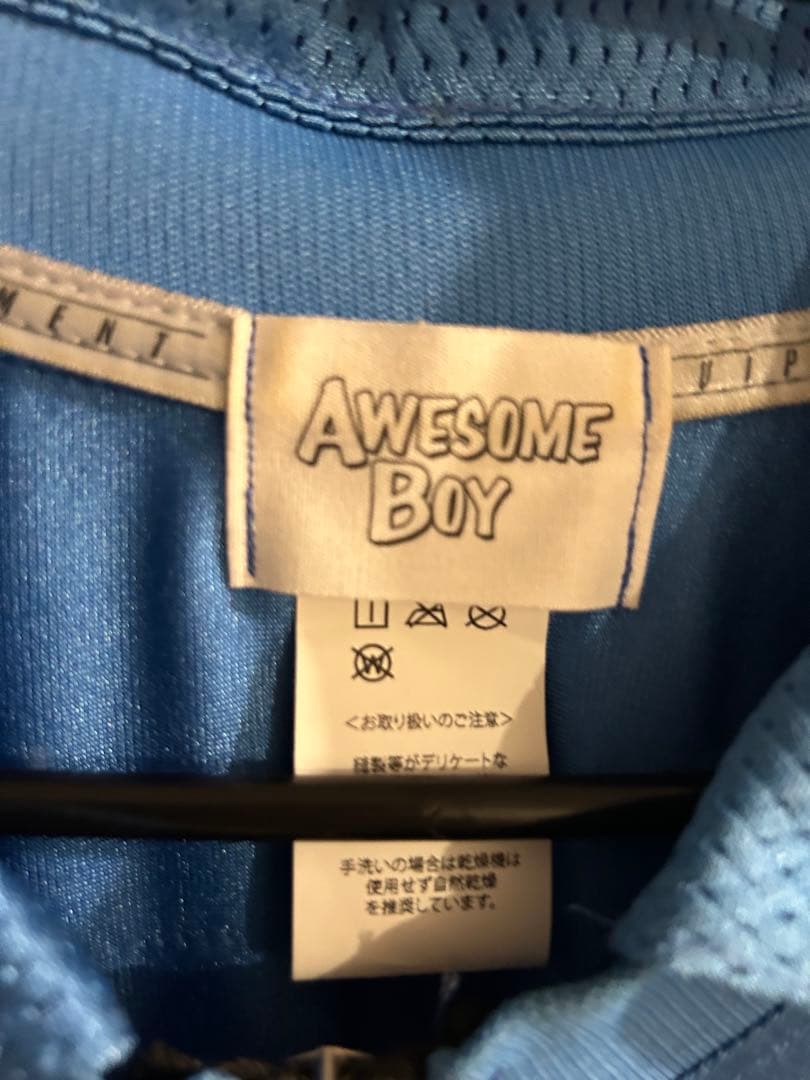 MENT
UIP
AWESOME
BOY
W
＜お取り扱いのご注意＞
縫製等がデリケートな
手洗いの場合は乾燥機は
使用せず自然乾燥
を推奨しています。